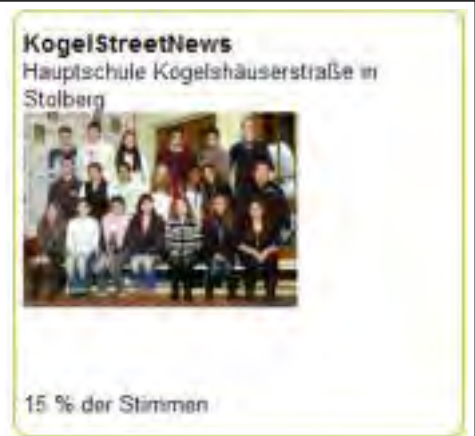 KogelStreetNews
Hauptschule Kogelshäuserstraße in
Stolberg
15 % der Stimmen